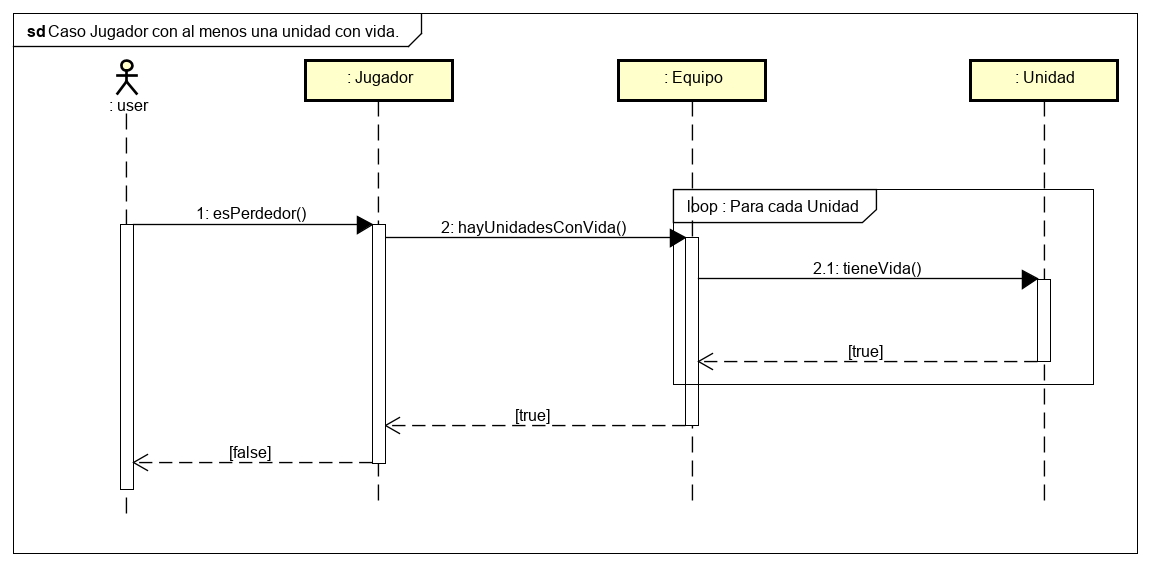 sd Caso Jugador con al menos una unidad con vida.
: user
: Jugador
: Equipo
: Unidad
loop : Para cada Unidad
1: esPerdedor()
2: hayUnidadesConVida()
2.1: tieneVida()
[true]
[true]
[false]